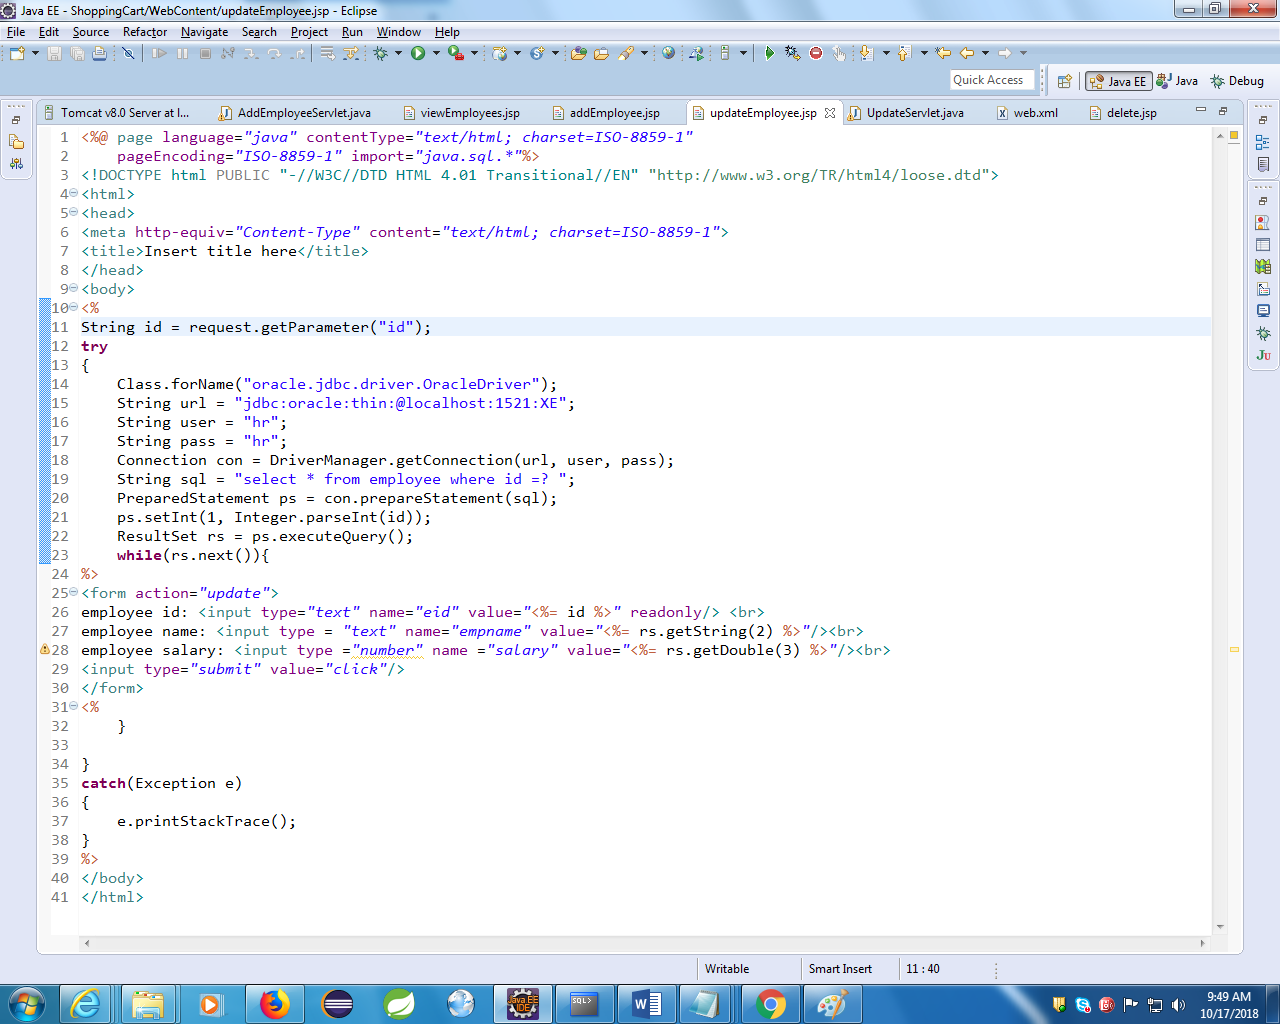 Java EE - ShoppingCart/WebContent/updateEmployee.jsp - Eclipse
File Edit Source Refactor Navigate Search Project Run Window Help
Quick Access Java EE Java Debug
Tomcat v8.0 Server at l... AddEmployeeServlet.java viewEmployees.jsp addEmployee.jsp updateEmployee.jsp UpdateServlet.java web.xml delete.jsp
1 <%@ page language="java" contentType="text/html; charset=ISO-8859-1"
2 pageEncoding="ISO-8859-1" import="java.sql.*"%>
3 <!DOCTYPE html PUBLIC "-//W3C//DTD HTML 4.01 Transitional//EN" "http://www.w3.org/TR/html4/loose.dtd">
4 <html>
5 <head>
6 <meta http-equiv="Content-Type" content="text/html; charset=ISO-8859-1">
7 <title>Insert title here</title>
8 </head>
9 <body>
10 <%
11 String id = request.getParameter("id");
12 try
13 {
14 Class.forName("oracle.jdbc.driver.OracleDriver");
15 String url = "jdbc:oracle:thin:@localhost:1521:XE";
16 String user = "hr";
17 String pass = "hr";
18 Connection con = DriverManager.getConnection(url, user, pass);
19 String sql = "select * from employee where id =? ";
20 PreparedStatement ps = con.prepareStatement(sql);
21 ps.setInt(1, Integer.parseInt(id));
22 ResultSet rs = ps.executeQuery();
23 while(rs.next()){
24 %>
25 <form action="update">
26 employee id: <input type="text" name="eid" value="<%= id %>" readonly/> <br>
27 employee name: <input type = "text" name="empname" value="<%= rs.getString(2) %>"/><br>
28 employee salary: <input type ="number" name ="salary" value="<%= rs.getDouble(3) %>"/><br>
29 <input type="submit" value="click"/>
30 </form>
31 <%
32 }
33
34 }
35 catch(Exception e)
36 {
37 e.printStackTrace();
38 }
39 %>
40 </body>
41 </html>
Ju
Writable Smart Insert 11 : 40
Java EE IDE
SQL>
9:49 AM
10/17/2018